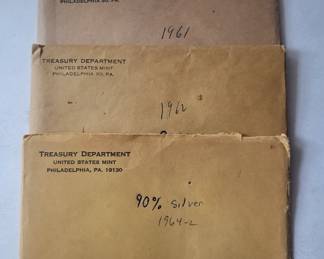 PHILADELPHIA 30, PA.
1961
TREASURY DEPARTMENT
UNITED STATES MINT
PHILADELPHIA 30, PA.
1962
TREASURY DEPARTMENT
UNITED STATES MINT
PHILADELPHIA, PA. 19130
90% Silver
1964-2